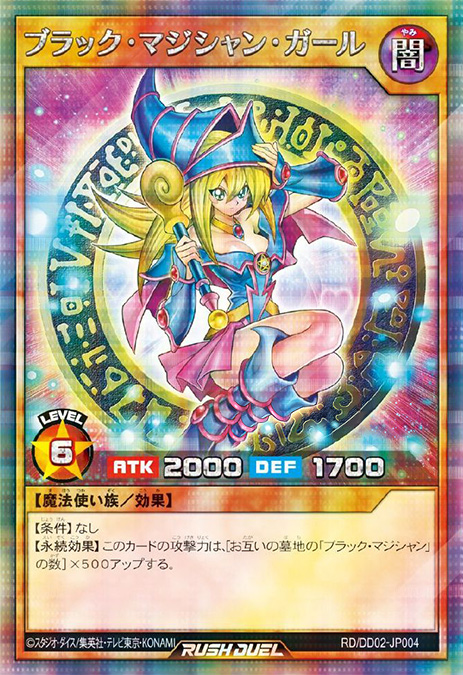 ブラック・マジシャン・ガール
やみ
闇
LEVEL
6
ATK 2000 DEF 1700
【魔法使い族／効果】
【条件】なし
【永続効果】このカードの攻撃力は、[お互いの墓地の「ブラック・マジシャン」
の数]×500アップする。
©スタジオ・ダイス/集英社・テレビ東京・KONAMI
RUSH DUEL
RD/DD02-JP004